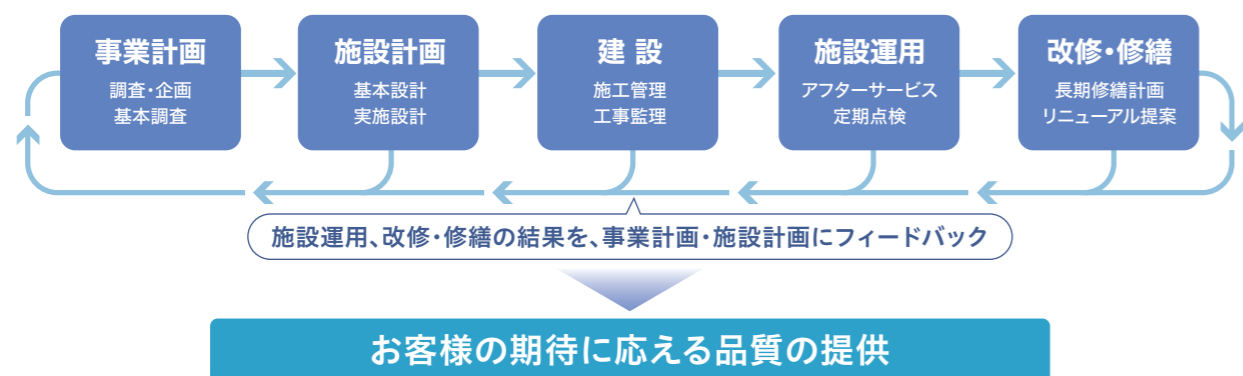 事業計画
調査・企画
基本調査
施設計画
基本設計
実施設計
建設
施工管理
工事監理
施設運用
アフターサービス
定期点検
改修・修繕
長期修繕計画
リニューアル提案
施設運用、改修・修繕の結果を、事業計画・施設計画にフィードバック
お客様の期待に応える品質の提供